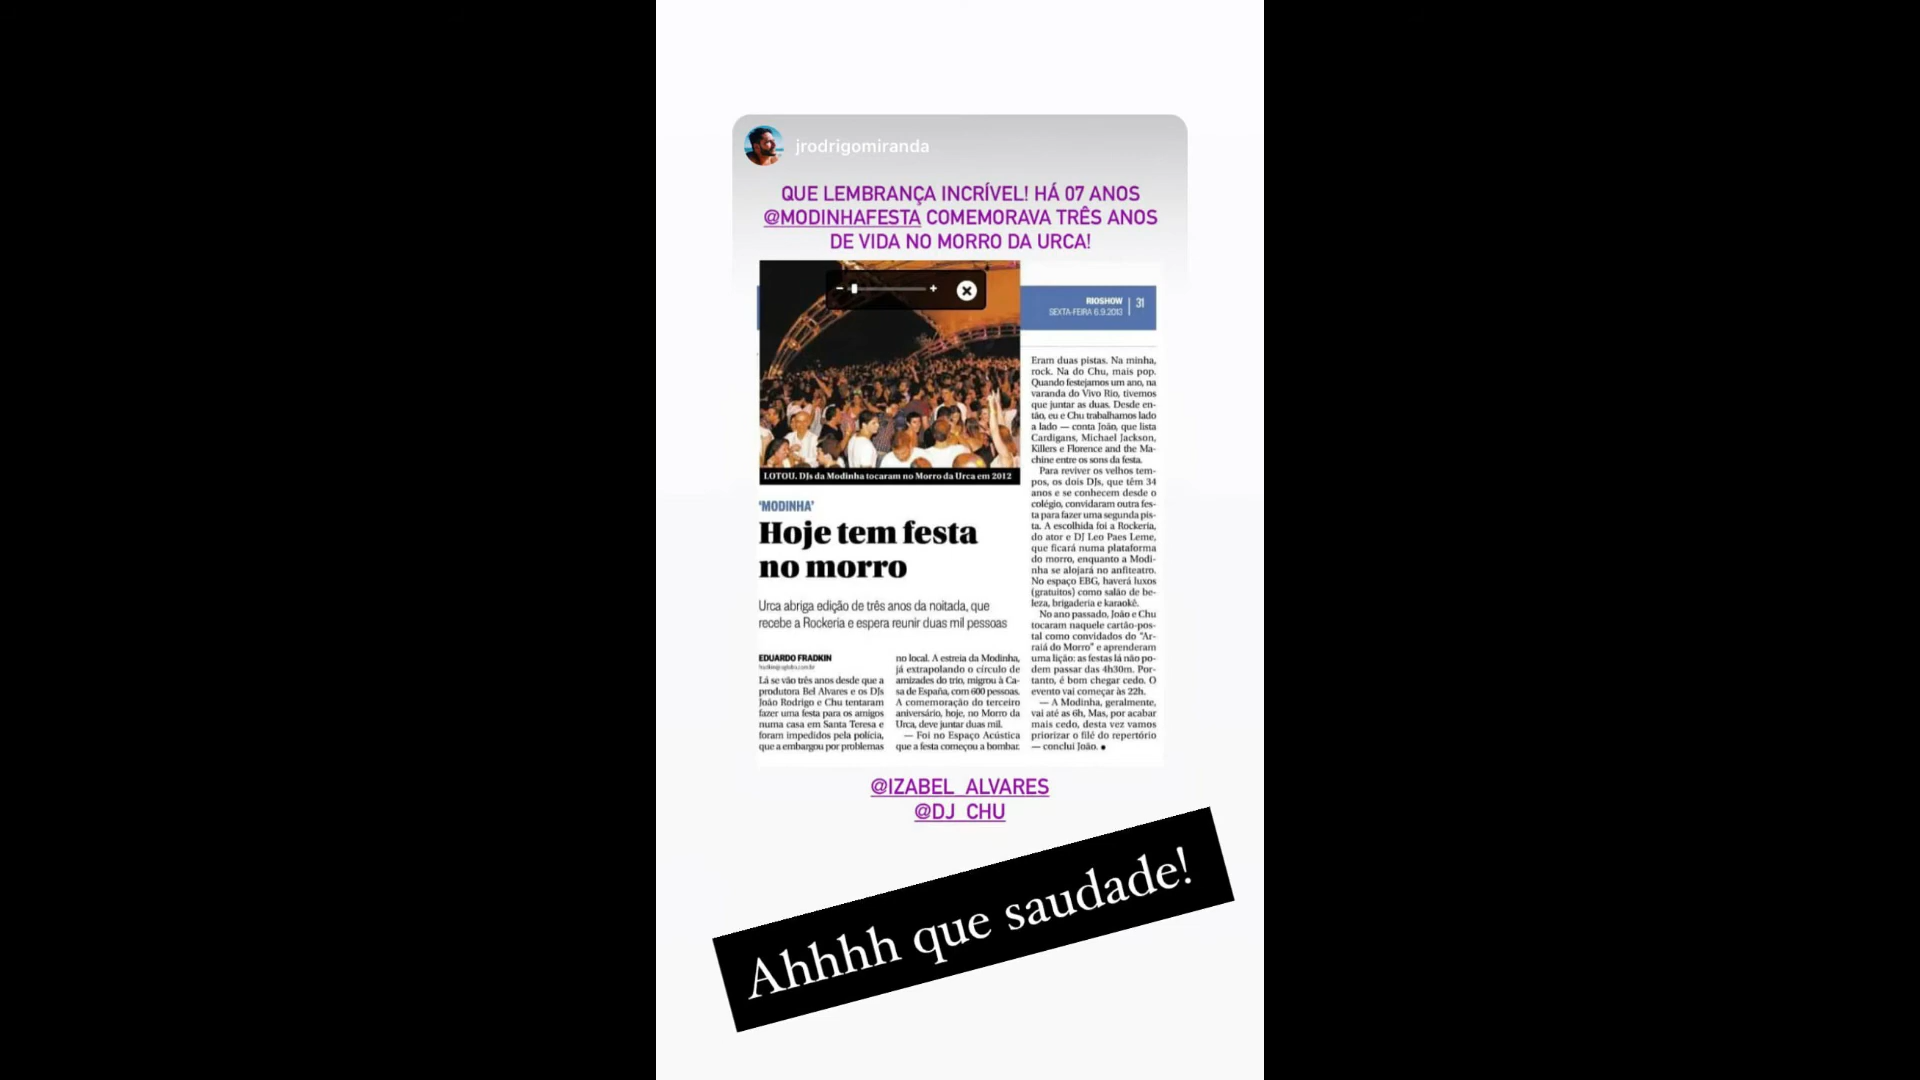 jrodrigomiranda
QUE LEMBRANÇA INCRÍVEL! HÁ 07 ANOS
@MODINHAFESTA COMEMORAVA TRÊS ANOS
DE VIDA NO MORRO DA URCA!
RIOSHOW 31
SEXTA-FEIRA 6.9.2013
LOTOU. DJs da Modinha tocaram no Morro da Urca em 2012
'MODINHA'
Hoje tem festa
no morro
Urca abriga edição de três anos da noitada, que
recebe a Rockeria e espera reunir duas mil pessoas
EDUARDO FRADKIN
Lá se vão três anos desde que a
produtora Bel Alvares e os DJs
João Rodrigo e Chu tentaram
fazer uma festa para os amigos
numa casa em Santa Teresa e
foram impedidos pela polícia,
que a embargou por problemas
no local. A estreia da Modinha,
já extrapolando o círculo de
amizades do trio, migrou à Ca-
sa de España, com 600 pessoas.
A comemoração do terceiro
aniversário, hoje, no Morro da
Urca, deve juntar duas mil.
— Foi no Espaço Acústica
que a festa começou a bombar.
Eram duas pistas. Na minha,
rock. Na do Chu, mais pop.
Quando festejamos um ano, na
varanda do Vivo Rio, tivemos
que juntar as duas. Desde en-
tão, eu e Chu trabalhamos lado
a lado — conta João, que lista
Cardigans, Michael Jackson,
Killers e Florence and the Ma-
chine entre os sons da festa.
Para reviver os velhos tem-
pos, os dois DJs, que têm 34
anos e se conhecem desde o
colégio, convidaram outra fes-
ta para fazer uma segunda pis-
ta. A escolhida foi a Rockeria,
do ator e DJ Leo Paes Leme,
que ficará numa plataforma
do morro, enquanto a Modi-
nha se alojará no anfiteatro.
No espaço EBG, haverá luxos
(gratuitos) como salão de be-
leza, brigaderia e karaokê.
No ano passado, João e Chu
tocaram naquele cartão-pos-
tal como convidados do "Ar-
raiá do Morro" e aprenderam
uma lição: as festas lá não po-
dem passar das 4h30m. Por-
tanto, é bom chegar cedo. O
evento vai começar às 22h.
— A Modinha, geralmente,
vai até as 6h. Mas, por acabar
mais cedo, desta vez vamos
priorizar o filé do repertório
— conclui João. ●
@IZABEL_ALVARES
@DJ_CHU
Ahhhh que saudade!